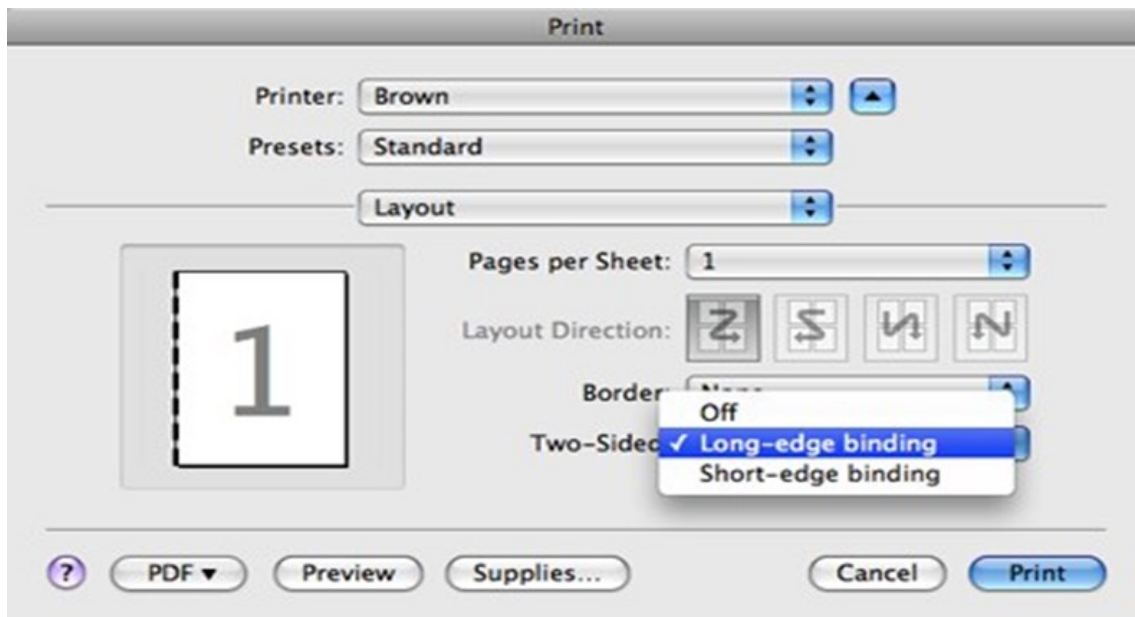 Print
Printer: Brown
Presets: Standard
Layout
Pages per Sheet: 1
Layout Direction:
1
Border:
Off
Two-Sided ✓ Long-edge binding
Short-edge binding
? PDF ▼ Preview Supplies... Cancel Print